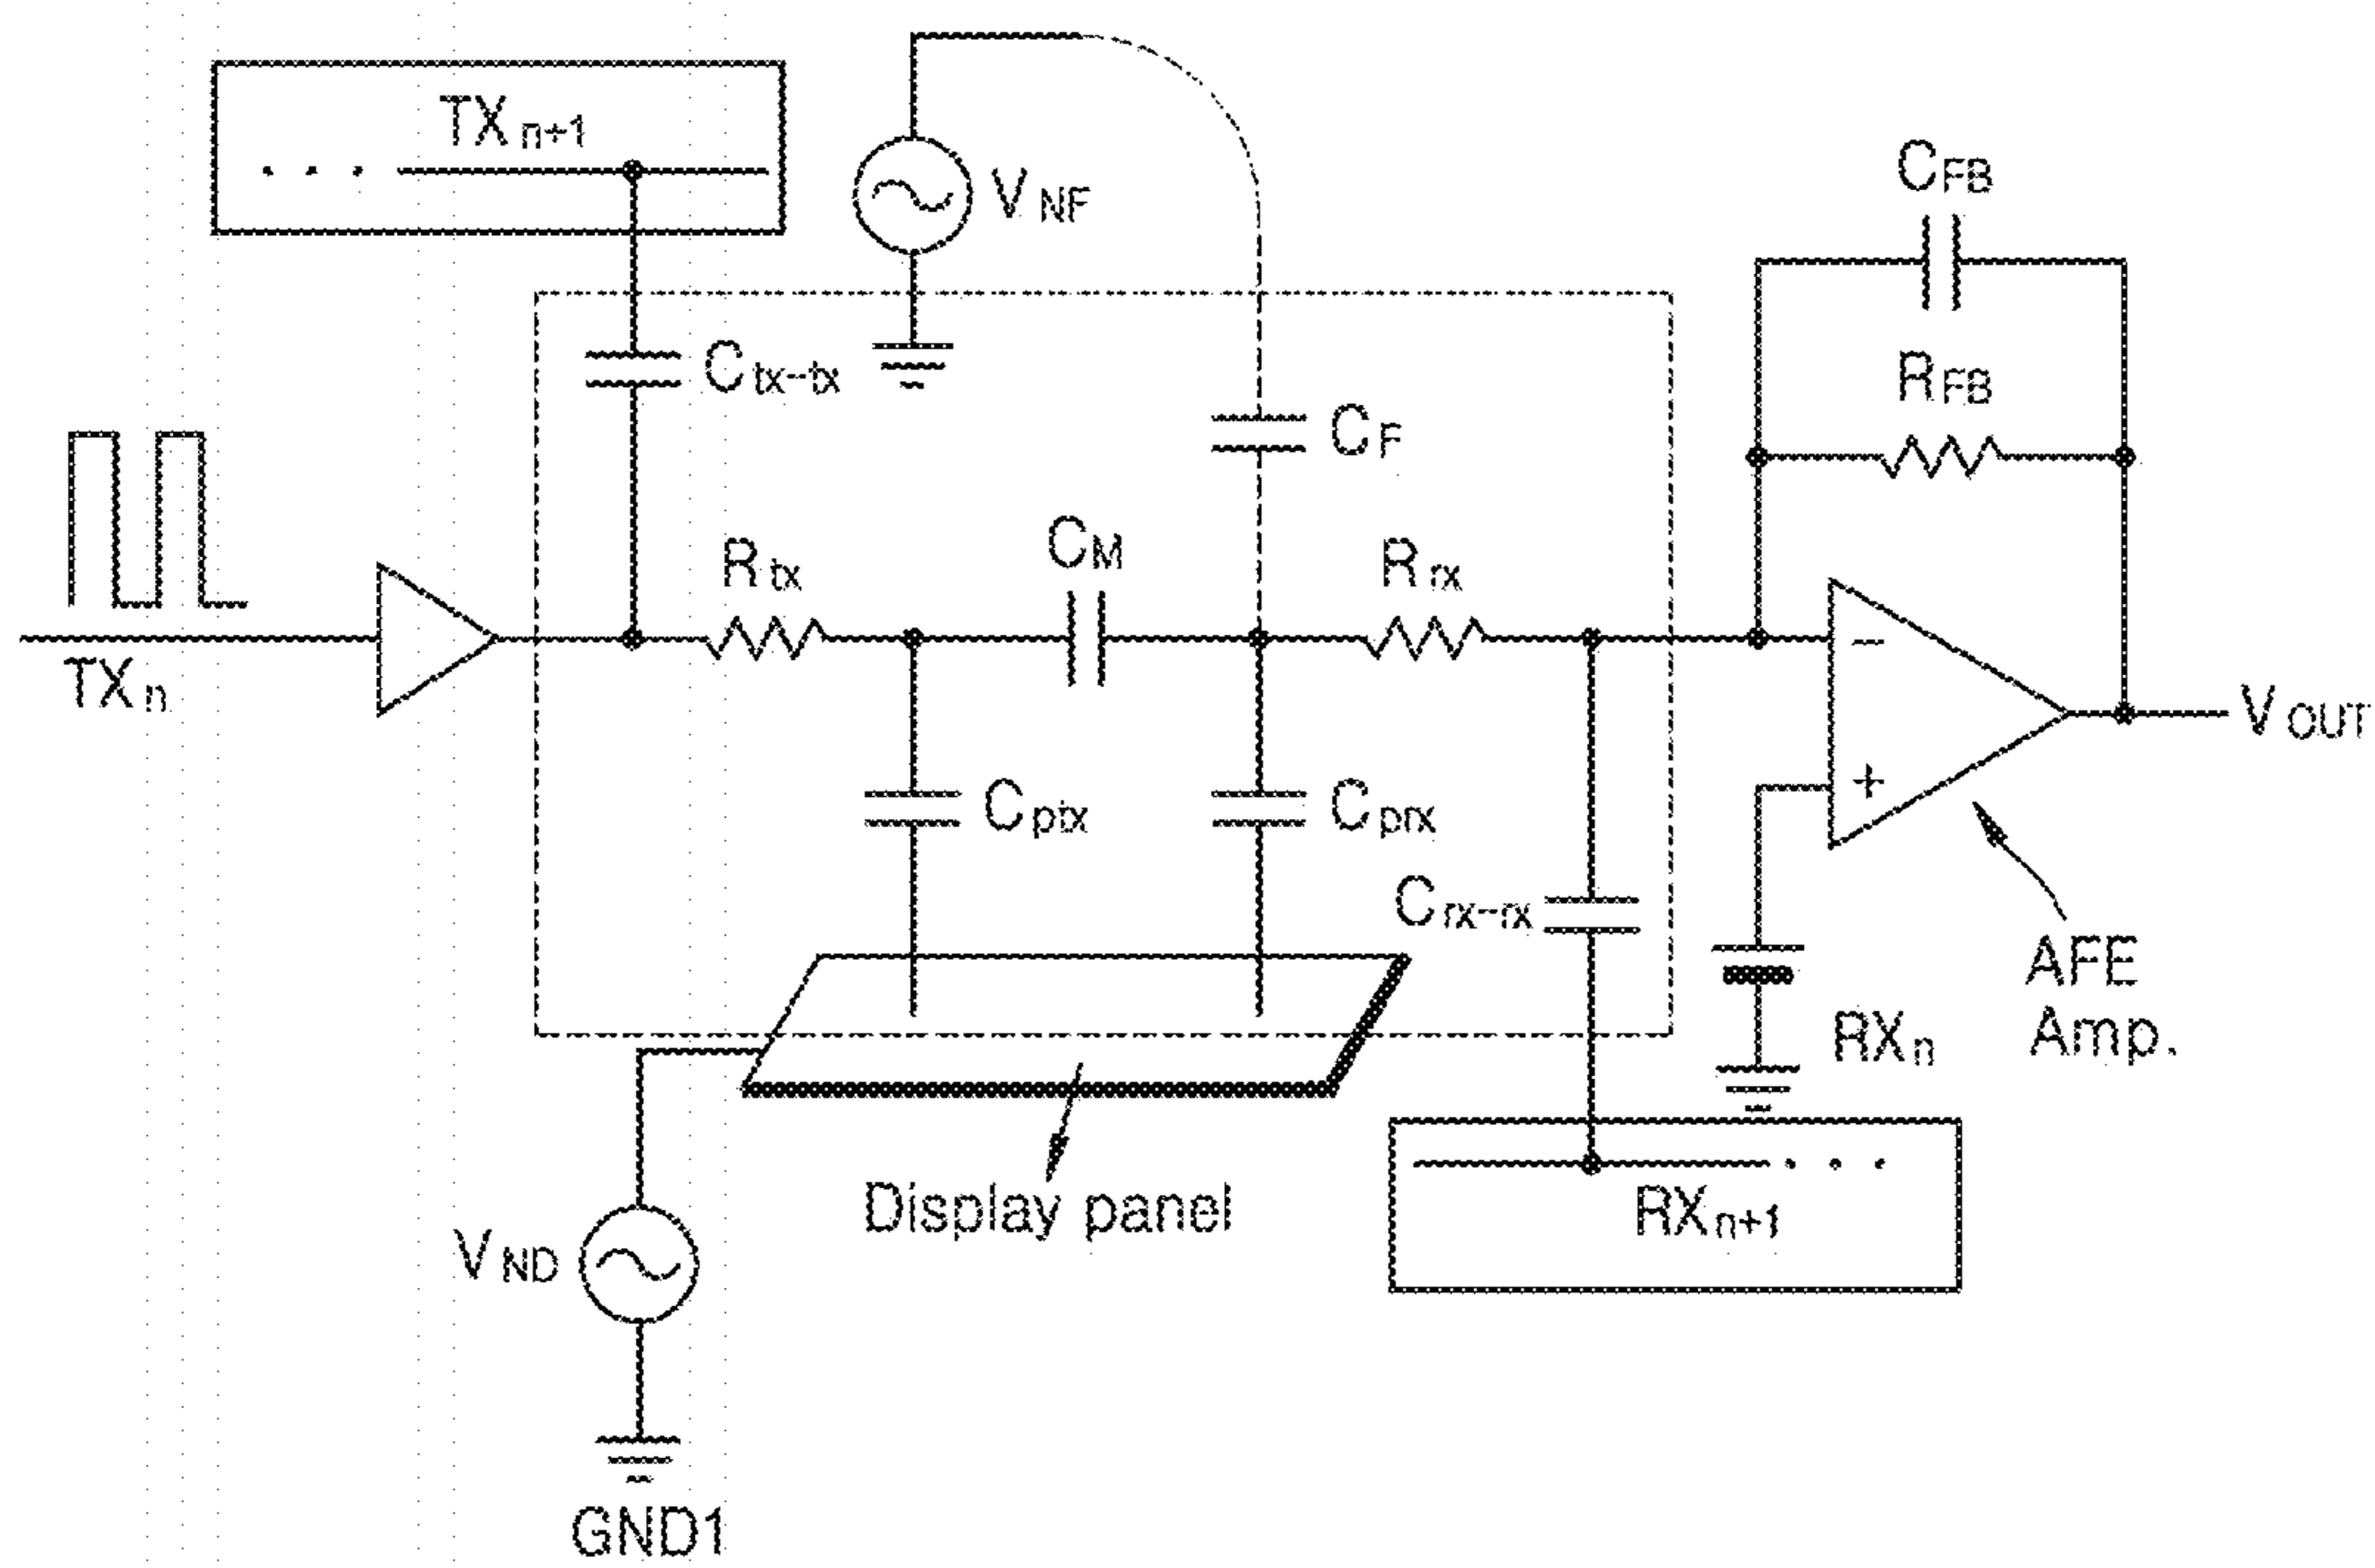 TXn+1
VNF
CFB
Ctx-tx
RFB
CF
CM
Rtx
Rrx
TXn
−
VOUT
+
Cptx
Cprx
Crx-rx
AFE
Amp.
RXn
Display panel
RXn+1
VND
GND1